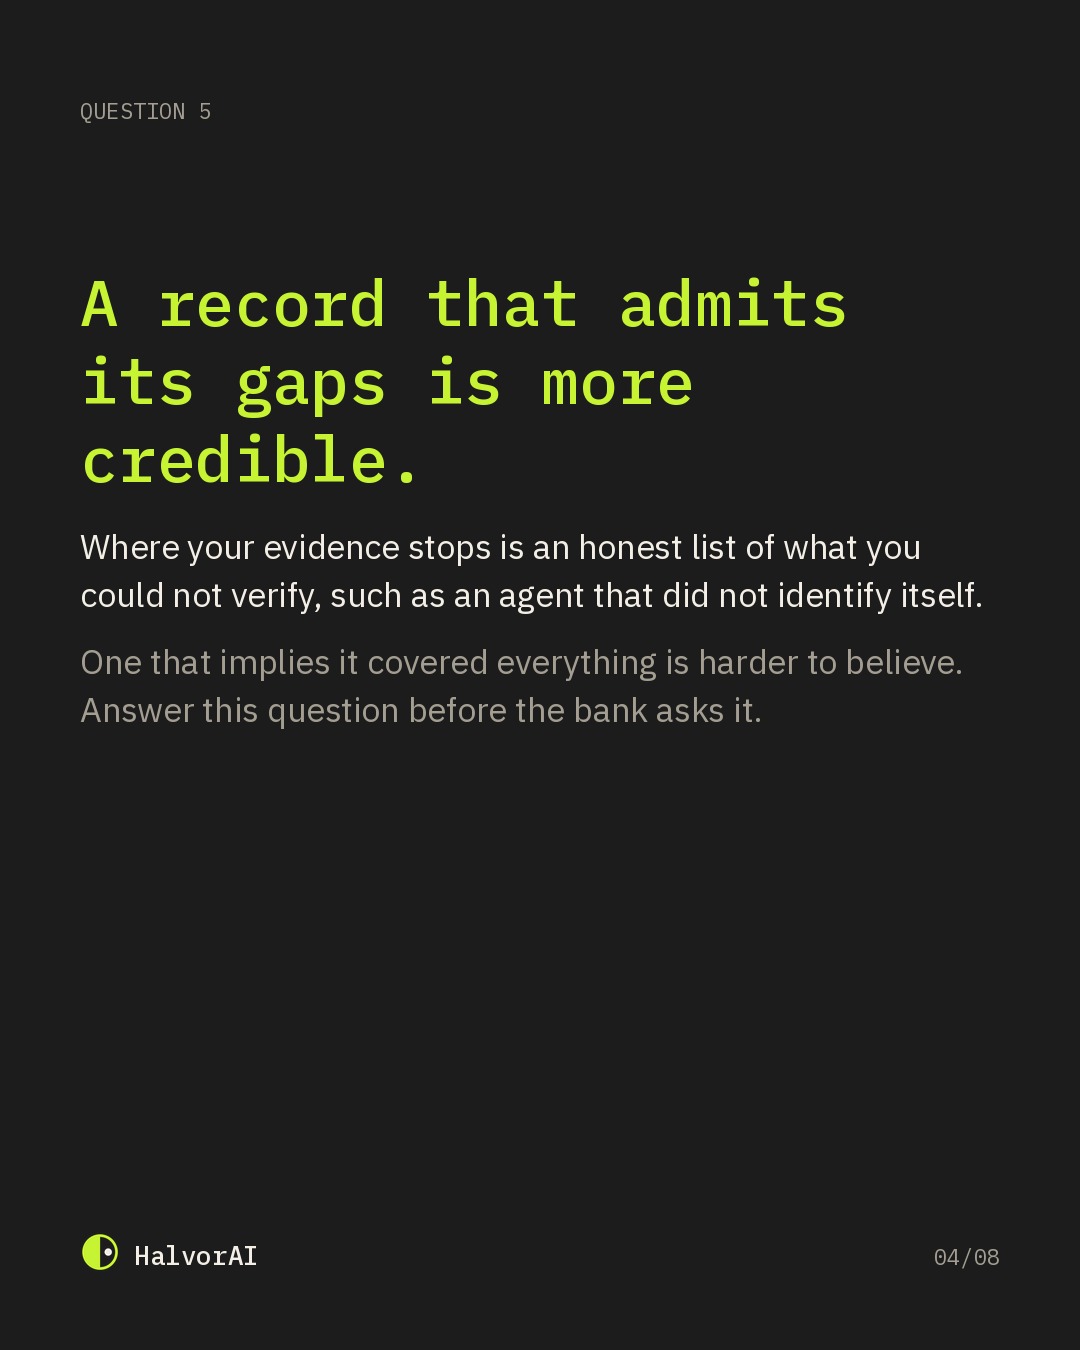 QUESTION 5
A record that admits
its gaps is more
credible.
Where your evidence stops is an honest list of what you
could not verify, such as an agent that did not identify itself.
One that implies it covered everything is harder to believe.
Answer this question before the bank asks it.
HalvorAI
04/08